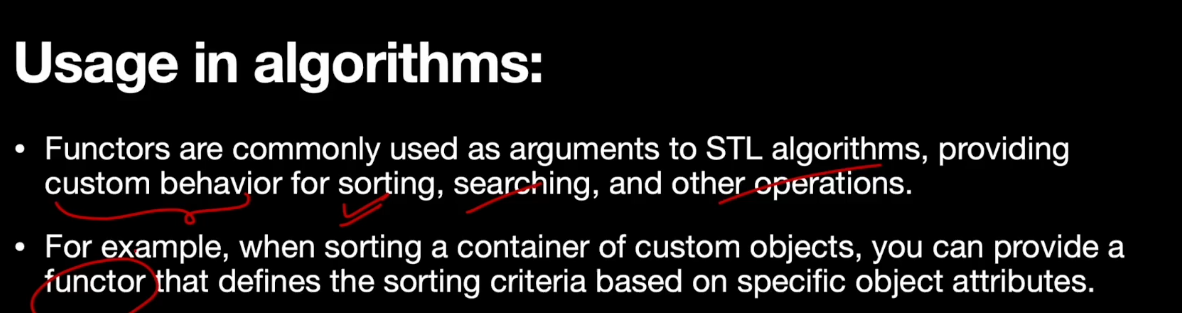 Usage in algorithms:
• Functors are commonly used as arguments to STL algorithms, providing
custom behavior for sorting, searching, and other operations.
• For example, when sorting a container of custom objects, you can provide a
functor that defines the sorting criteria based on specific object attributes.